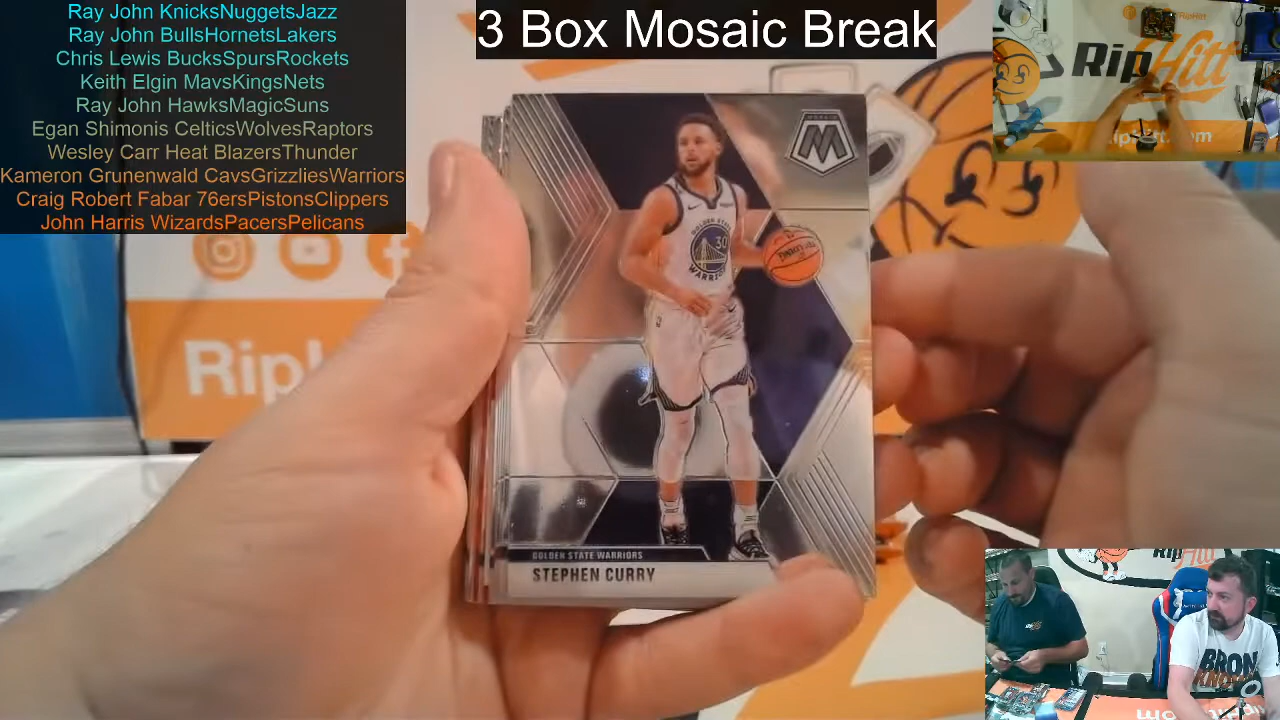 Ray John KnicksNuggetsJazz
Ray John BullsHornetsLakers
Chris Lewis BucksSpursRockets
Keith Elgin MavsKingsNets
Ray John HawksMagicSuns
Egan Shimonis CelticsWolvesRaptors
Wesley Carr Heat BlazersThunder
Kameron Grunenwald CavsGrizzliesWarriors
Craig Robert Fabar 76ersPistonsClippers
John Harris WizardsPacersPelicans
3 Box Mosaic Break
RipHitt
MOSAIC
M
GOLDEN STATE
30
WARRIORS
GOLDEN STATE WARRIORS
STEPHEN CURRY
BRON